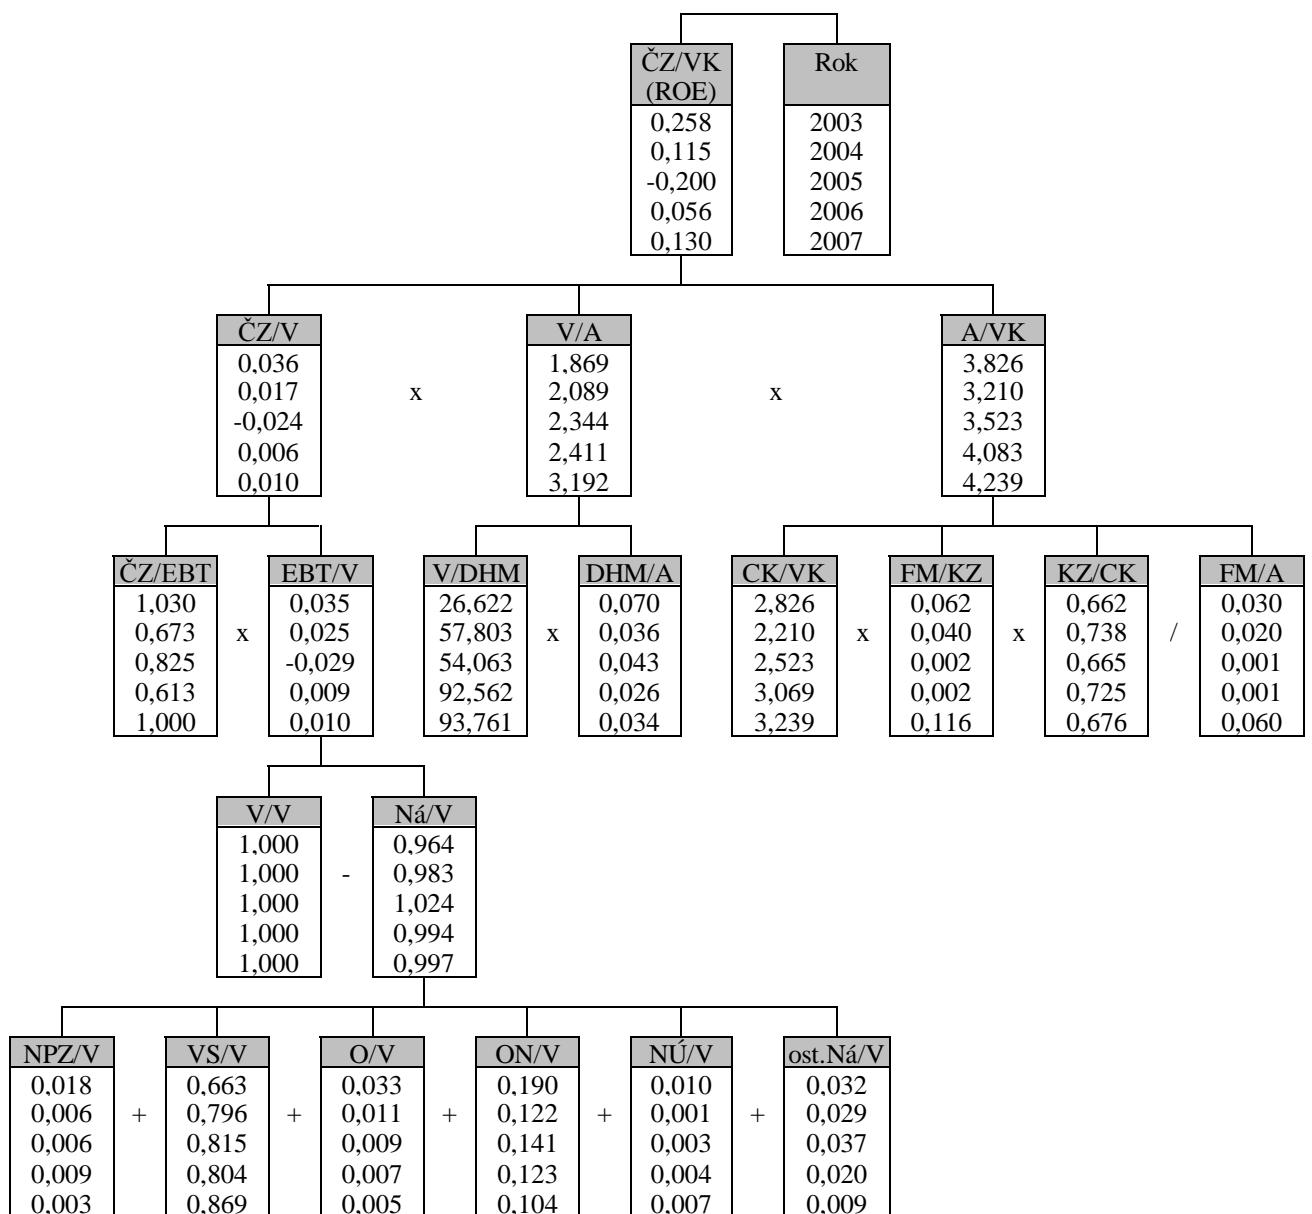 ČZ/VK Rok
(ROE)
0,258 2003
0,115 2004
-0,200 2005
0,056 2006
0,130 2007
ČZ/V V/A A/VK
0,036 1,869 3,826
0,017 x 2,089 x 3,210
-0,024 2,344 3,523
0,006 2,411 4,083
0,010 3,192 4,239
ČZ/EBT EBT/V V/DHM DHM/A CK/VK FM/KZ KZ/CK FM/A
1,030 0,035 26,622 0,070 2,826 0,062 0,662 0,030
0,673 x 0,025 57,803 x 0,036 2,210 x 0,040 x 0,738 / 0,020
0,825 -0,029 54,063 0,043 2,523 0,002 0,665 0,001
0,613 0,009 92,562 0,026 3,069 0,002 0,725 0,001
1,000 0,010 93,761 0,034 3,239 0,116 0,676 0,060
V/V Ná/V
1,000 0,964
1,000 - 0,983
1,000 1,024
1,000 0,994
1,000 0,997
NPZ/V VS/V O/V ON/V NÚ/V ost.Ná/V
0,018 0,663 0,033 0,190 0,010 0,032
0,006 + 0,796 + 0,011 + 0,122 + 0,001 + 0,029
0,006 0,815 0,009 0,141 0,003 0,037
0,009 0,804 0,007 0,123 0,004 0,020
0,003 0,869 0,005 0,104 0,007 0,009